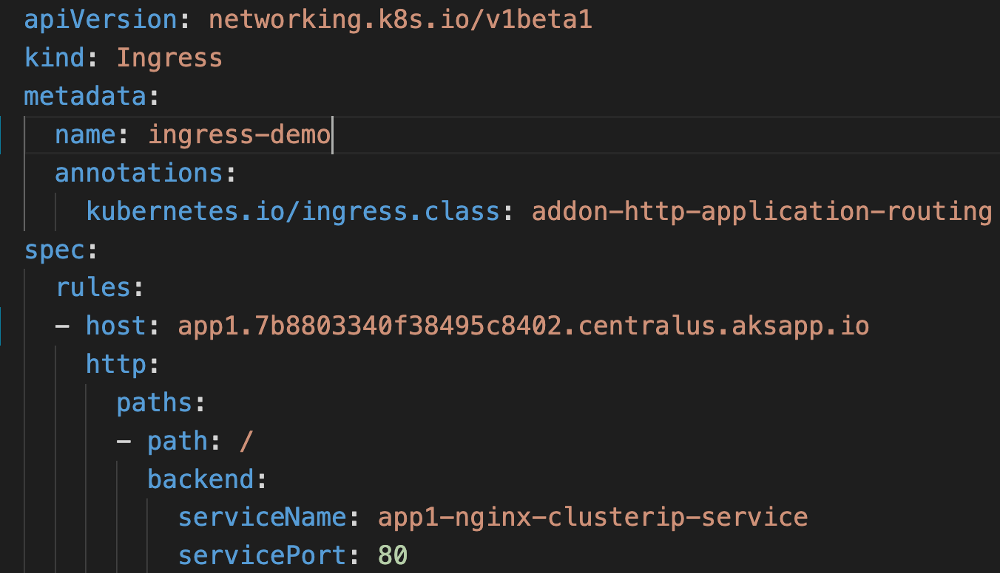 apiVersion: networking.k8s.io/v1beta1
kind: Ingress
metadata:
  name: ingress-demo
  annotations:
    kubernetes.io/ingress.class: addon-http-application-routing
spec:
  rules:
  - host: app1.7b8803340f38495c8402.centralus.aksapp.io
    http:
      paths:
      - path: /
        backend:
          serviceName: app1-nginx-clusterip-service
          servicePort: 80